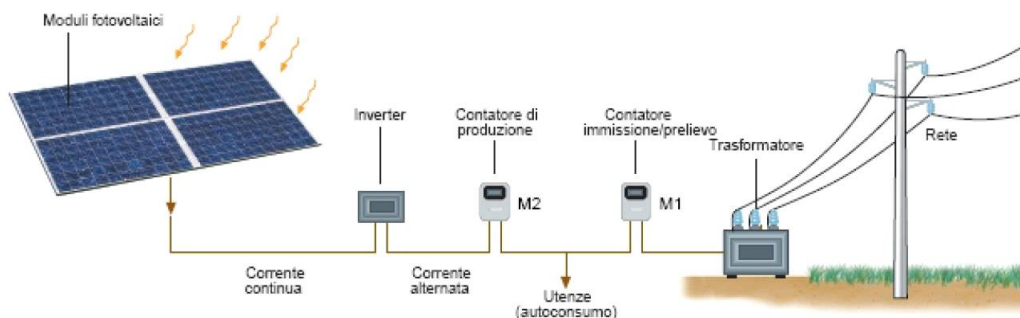 Moduli fotovoltaici
Inverter
Contatore di
produzione
Contatore
immissione/prelievo
Trasformatore
Rete
M2
M1
Corrente
continua
Corrente
alternata
Utenze
(autoconsumo)